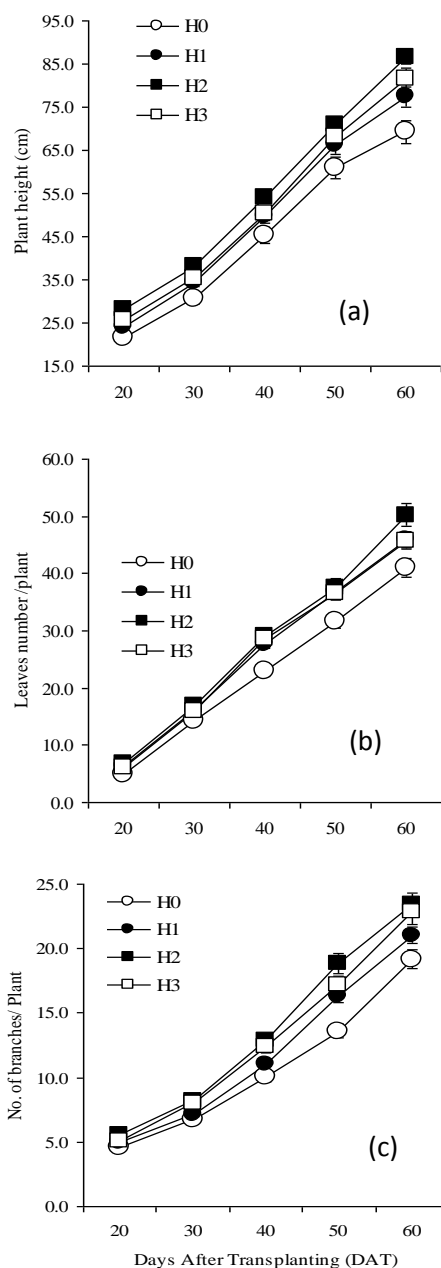 95.0
85.0
75.0
65.0
55.0
45.0
35.0
25.0
15.0
Plant height (cm)
H0
H1
H2
H3
(a)
20 30 40 50 60
60.0
50.0
40.0
30.0
20.0
10.0
0.0
Leaves number /plant
H0
H1
H2
H3
(b)
20 30 40 50 60
25.0
20.0
15.0
10.0
5.0
0.0
No. of branches/ Plant
H0
H1
H2
H3
(c)
20 30 40 50 60
Days After Transplanting (DAT)